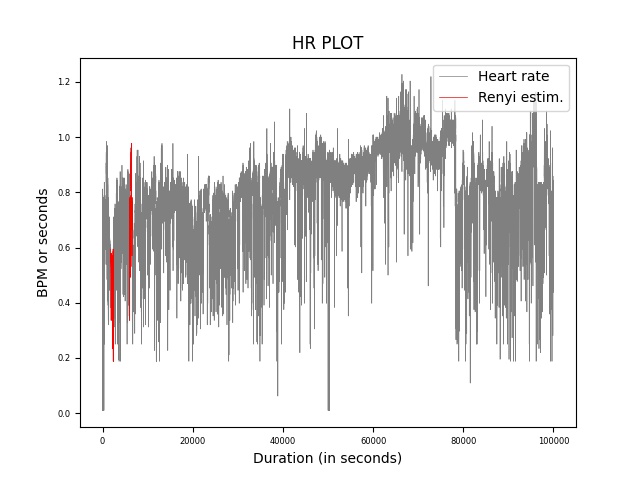 HR PLOT
Heart rate
Renyi estim.
1.2
1.0
0.8
0.6
0.4
0.2
0.0
BPM or seconds
0 20000 40000 60000 80000 100000
Duration (in seconds)